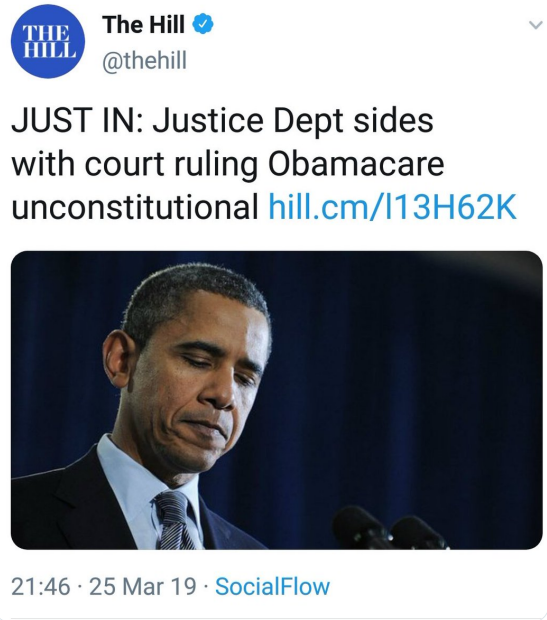 THE
HILL
The Hill
@thehill
JUST IN: Justice Dept sides
with court ruling Obamacare
unconstitutional hill.cm/l13H62K
21:46 · 25 Mar 19 · SocialFlow